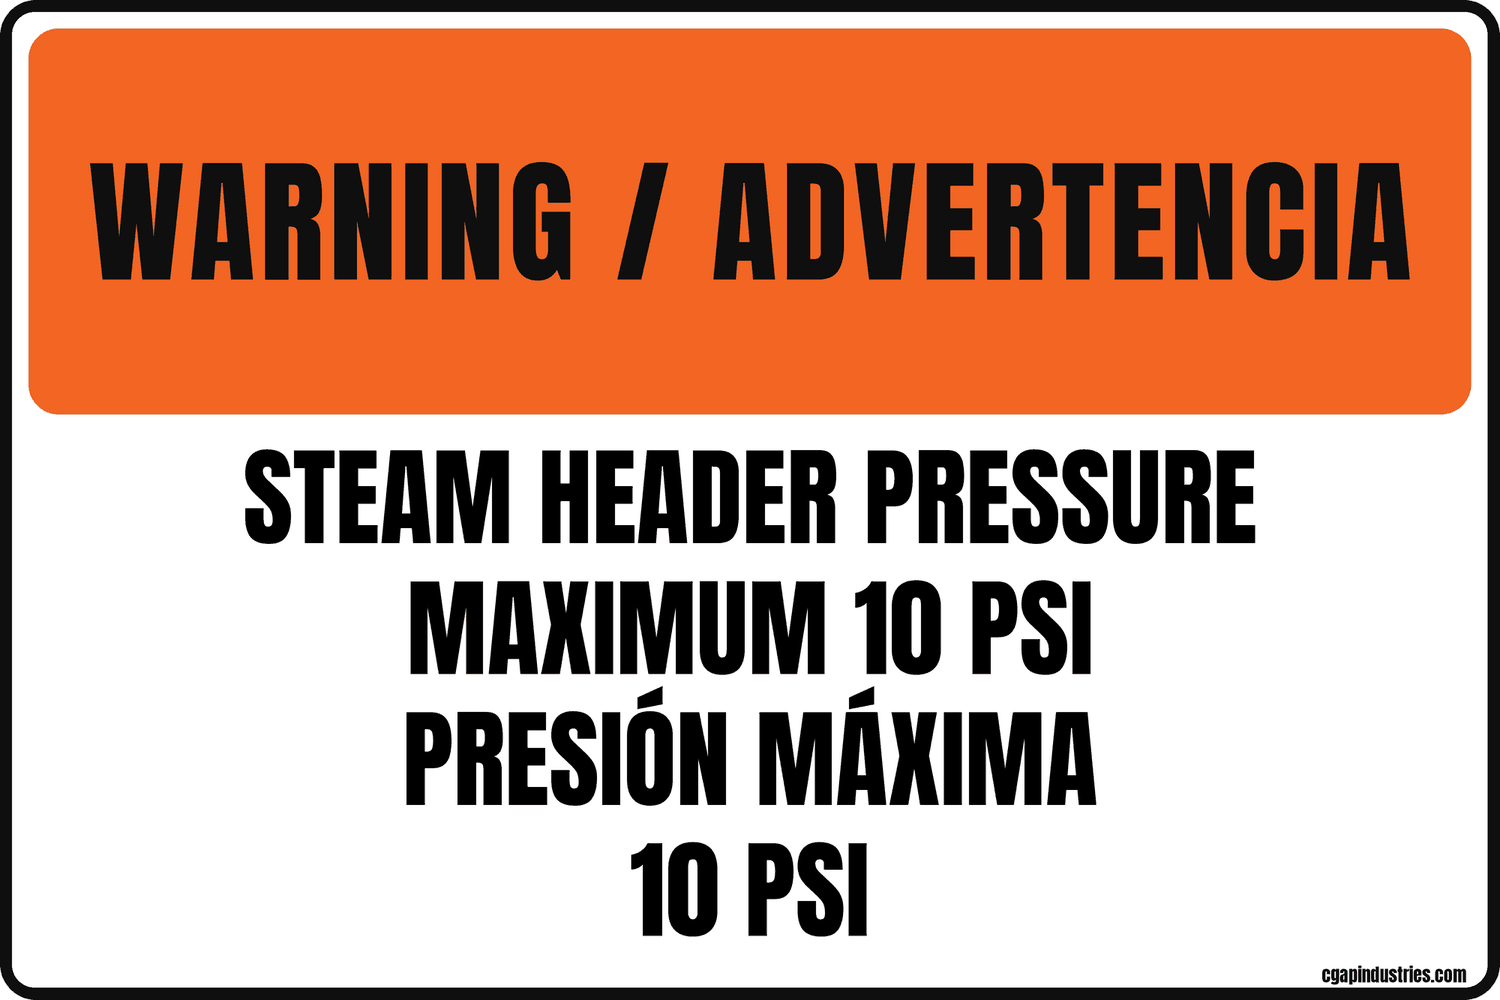 WARNING / ADVERTENCIA
STEAM HEADER PRESSURE
MAXIMUM 10 PSI
PRESIÓN MÁXIMA
10 PSI
cgapindustries.com